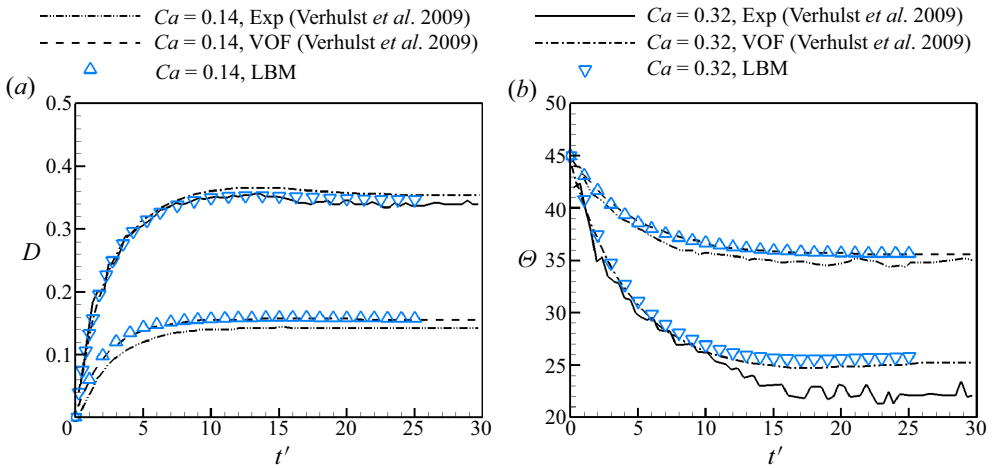 Ca = 0.14, Exp (Verhulst et al. 2009)
Ca = 0.14, VOF (Verhulst et al. 2009)
Ca = 0.14, LBM
Ca = 0.32, Exp (Verhulst et al. 2009)
Ca = 0.32, VOF (Verhulst et al. 2009)
Ca = 0.32, LBM
(a)
0.5
0.4
0.3
D
0.2
0.1
0 5 10 15 20 25 30
t′
(b)
50
45
40
35
Θ
30
25
20
0 5 10 15 20 25 30
t′